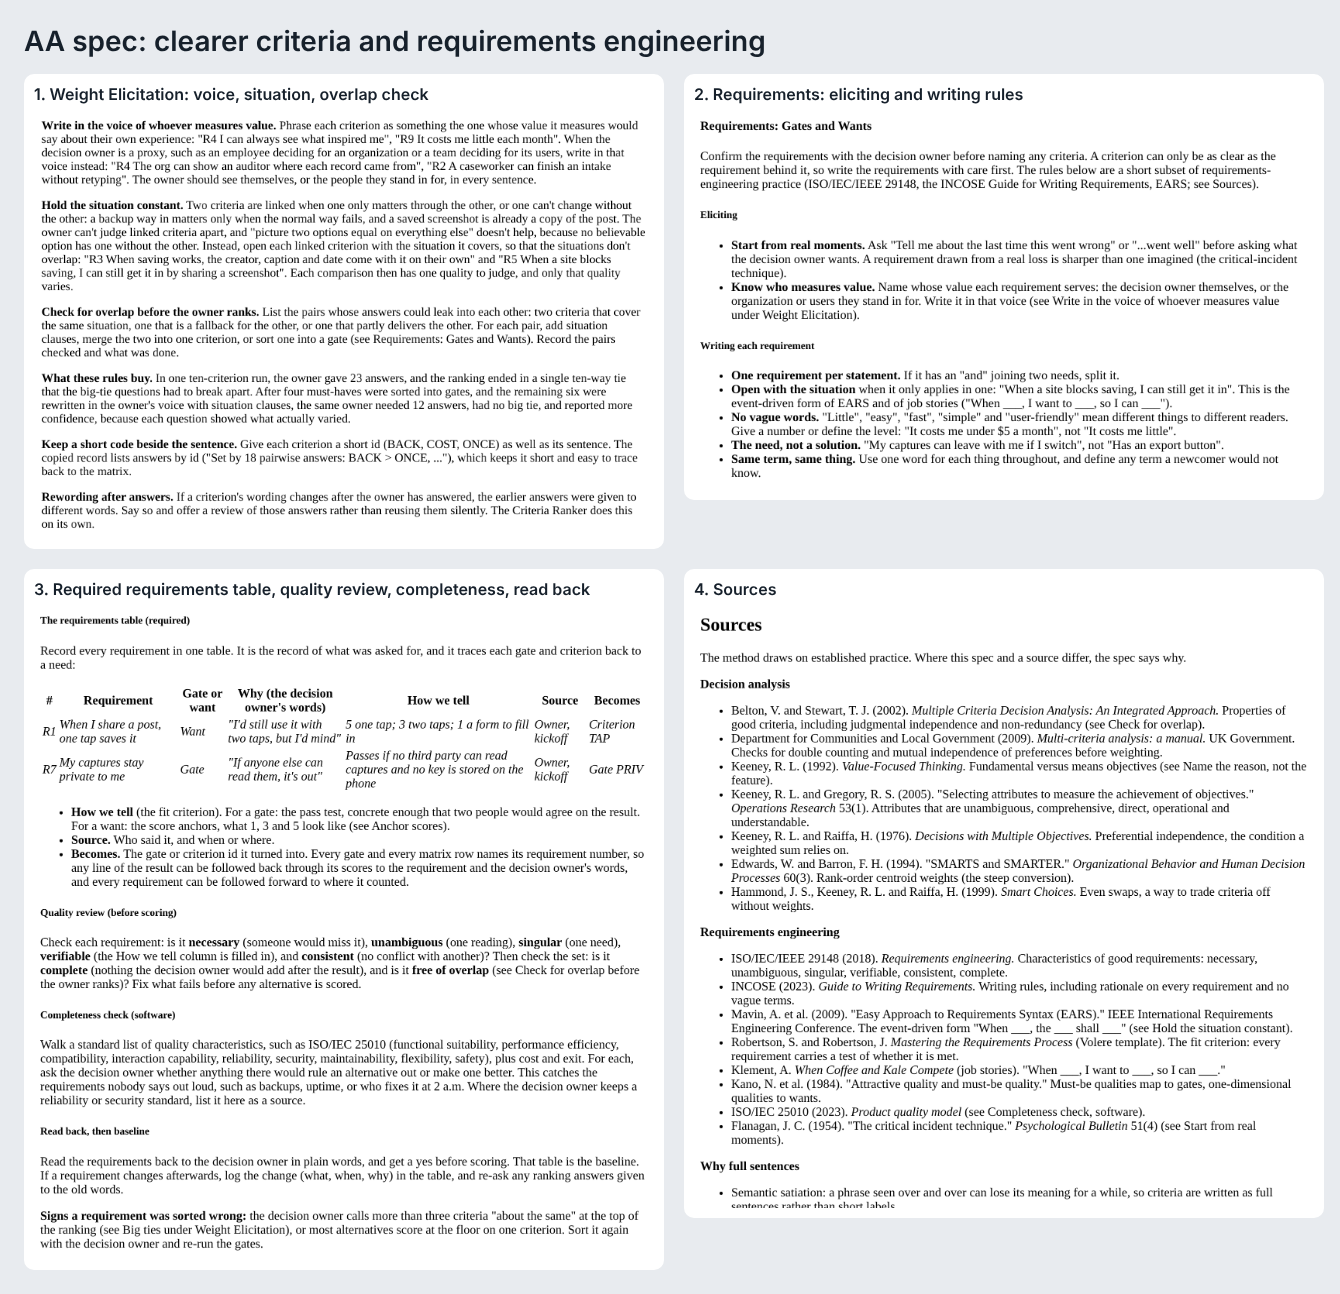 AA spec: clearer criteria and requirements engineering
1. Weight Elicitation: voice, situation, overlap check
Write in the voice of whoever measures value. Phrase each criterion as something the one whose value it measures would
say about their own experience: "R4 I can always see what inspired me", "R9 It costs me little each month". When the
decision owner is a proxy, such as an employee deciding for an organization or a team deciding for its users, write in that
voice instead: "R4 The org can show an auditor where each record came from", "R2 A caseworker can finish an intake
without retyping". The owner should see themselves, or the people they stand in for, in every sentence.
Hold the situation constant. Two criteria are linked when one only matters through the other, or one can't change without
the other: a backup way in matters only when the normal way fails, and a saved screenshot is already a copy of the post. The
owner can't judge linked criteria apart, and "picture two options equal on everything else" doesn't help, because no believable
option has one without the other. Instead, open each linked criterion with the situation it covers, so that the situations don't
overlap: "R3 When saving works, the creator, caption and date come with it on their own" and "R5 When a site blocks
saving, I can still get it in by sharing a screenshot". Each comparison then has one quality to judge, and only that quality
varies.
Check for overlap before the owner ranks. List the pairs whose answers could leak into each other: two criteria that cover
the same situation, one that is a fallback for the other, or one that partly delivers the other. For each pair, add situation
clauses, merge the two into one criterion, or sort one into a gate (see Requirements: Gates and Wants). Record the pairs
checked and what was done.
What these rules buy. In one ten-criterion run, the owner gave 23 answers, and the ranking ended in a single ten-way tie
that the big-tie questions had to break apart. After four must-haves were sorted into gates, and the remaining six were
rewritten in the owner's voice with situation clauses, the same owner needed 12 answers, had no big tie, and reported more
confidence, because each question showed what actually varied.
Keep a short code beside the sentence. Give each criterion a short id (BACK, COST, ONCE) as well as its sentence. The
copied record lists answers by id ("Set by 18 pairwise answers: BACK > ONCE, ..."), which keeps it short and easy to trace
back to the matrix.
Rewording after answers. If a criterion's wording changes after the owner has answered, the earlier answers were given to
different words. Say so and offer a review of those answers rather than reusing them silently. The Criteria Ranker does this
on its own.
2. Requirements: eliciting and writing rules
Requirements: Gates and Wants
Confirm the requirements with the decision owner before naming any criteria. A criterion can only be as clear as the
requirement behind it, so write the requirements with care first. The rules below are a short subset of requirements-
engineering practice (ISO/IEC/IEEE 29148, the INCOSE Guide for Writing Requirements, EARS; see Sources).
Eliciting
• Start from real moments. Ask "Tell me about the last time this went wrong" or "...went well" before asking what
the decision owner wants. A requirement drawn from a real loss is sharper than one imagined (the critical-incident
technique).
• Know who measures value. Name whose value each requirement serves: the decision owner themselves, or the
organization or users they stand in for. Write it in that voice (see Write in the voice of whoever measures value
under Weight Elicitation).
Writing each requirement
• One requirement per statement. If it has an "and" joining two needs, split it.
• Open with the situation when it only applies in one: "When a site blocks saving, I can still get it in". This is the
event-driven form of EARS and of job stories ("When ___, I want to ___, so I can ___").
• No vague words. "Little", "easy", "fast", "simple" and "user-friendly" mean different things to different readers.
Give a number or define the level: "It costs me under $5 a month", not "It costs me little".
• The need, not a solution. "My captures can leave with me if I switch", not "Has an export button".
• Same term, same thing. Use one word for each thing throughout, and define any term a newcomer would not
know.
3. Required requirements table, quality review, completeness, read back
The requirements table (required)
Record every requirement in one table. It is the record of what was asked for, and it traces each gate and criterion back to
a need:
# Requirement Gate or want Why (the decision owner's words) How we tell Source Becomes
R1 When I share a post, one tap saves it Want "I'd still use it with two taps, but I'd mind" 5 one tap; 3 two taps; 1 a form to fill in Owner, kickoff Criterion TAP
R7 My captures stay private to me Gate "If anyone else can read them, it's out" Passes if no third party can read captures and no key is stored on the phone Owner, kickoff Gate PRIV
• How we tell (the fit criterion). For a gate: the pass test, concrete enough that two people would agree on the result.
For a want: the score anchors, what 1, 3 and 5 look like (see Anchor scores).
• Source. Who said it, and when or where.
• Becomes. The gate or criterion id it turned into. Every gate and every matrix row names its requirement number, so
any line of the result can be followed back through its scores to the requirement and the decision owner's words,
and every requirement can be followed forward to where it counted.
Quality review (before scoring)
Check each requirement: is it necessary (someone would miss it), unambiguous (one reading), singular (one need),
verifiable (the How we tell column is filled in), and consistent (no conflict with another)? Then check the set: is it
complete (nothing the decision owner would add after the result), and is it free of overlap (see Check for overlap before
the owner ranks)? Fix what fails before any alternative is scored.
Completeness check (software)
Walk a standard list of quality characteristics, such as ISO/IEC 25010 (functional suitability, performance efficiency,
compatibility, interaction capability, reliability, security, maintainability, flexibility, safety), plus cost and exit. For each,
ask the decision owner whether anything there would rule an alternative out or make one better. This catches the
requirements nobody says out loud, such as backups, uptime, or who fixes it at 2 a.m. Where the decision owner keeps a
reliability or security standard, list it here as a source.
Read back, then baseline
Read the requirements back to the decision owner in plain words, and get a yes before scoring. That table is the baseline.
If a requirement changes afterwards, log the change (what, when, why) in the table, and re-ask any ranking answers given
to the old words.
Signs a requirement was sorted wrong: the decision owner calls more than three criteria "about the same" at the top of
the ranking (see Big ties under Weight Elicitation), or most alternatives score at the floor on one criterion. Sort it again
with the decision owner and re-run the gates.
4. Sources
Sources
The method draws on established practice. Where this spec and a source differ, the spec says why.
Decision analysis
• Belton, V. and Stewart, T. J. (2002). Multiple Criteria Decision Analysis: An Integrated Approach. Properties of
good criteria, including judgmental independence and non-redundancy (see Check for overlap).
• Department for Communities and Local Government (2009). Multi-criteria analysis: a manual. UK Government.
Checks for double counting and mutual independence of preferences before weighting.
• Keeney, R. L. (1992). Value-Focused Thinking. Fundamental versus means objectives (see Name the reason, not the
feature).
• Keeney, R. L. and Gregory, R. S. (2005). "Selecting attributes to measure the achievement of objectives."
Operations Research 53(1). Attributes that are unambiguous, comprehensive, direct, operational and
understandable.
• Keeney, R. L. and Raiffa, H. (1976). Decisions with Multiple Objectives. Preferential independence, the condition a
weighted sum relies on.
• Edwards, W. and Barron, F. H. (1994). "SMARTS and SMARTER." Organizational Behavior and Human Decision
Processes 60(3). Rank-order centroid weights (the steep conversion).
• Hammond, J. S., Keeney, R. L. and Raiffa, H. (1999). Smart Choices. Even swaps, a way to trade criteria off
without weights.
Requirements engineering
• ISO/IEC/IEEE 29148 (2018). Requirements engineering. Characteristics of good requirements: necessary,
unambiguous, singular, verifiable, consistent, complete.
• INCOSE (2023). Guide to Writing Requirements. Writing rules, including rationale on every requirement and no
vague terms.
• Mavin, A. et al. (2009). "Easy Approach to Requirements Syntax (EARS)." IEEE International Requirements
Engineering Conference. The event-driven form "When ___, the ___ shall ___" (see Hold the situation constant).
• Robertson, S. and Robertson, J. Mastering the Requirements Process (Volere template). The fit criterion: every
requirement carries a test of whether it is met.
• Klement, A. When Coffee and Kale Compete (job stories). "When ___, I want to ___, so I can ___."
• Kano, N. et al. (1984). "Attractive quality and must-be quality." Must-be qualities map to gates, one-dimensional
qualities to wants.
• ISO/IEC 25010 (2023). Product quality model (see Completeness check, software).
• Flanagan, J. C. (1954). "The critical incident technique." Psychological Bulletin 51(4) (see Start from real
moments).
Why full sentences
• Semantic satiation: a phrase seen over and over can lose its meaning for a while, so criteria are written as full
sentences rather than short labels.